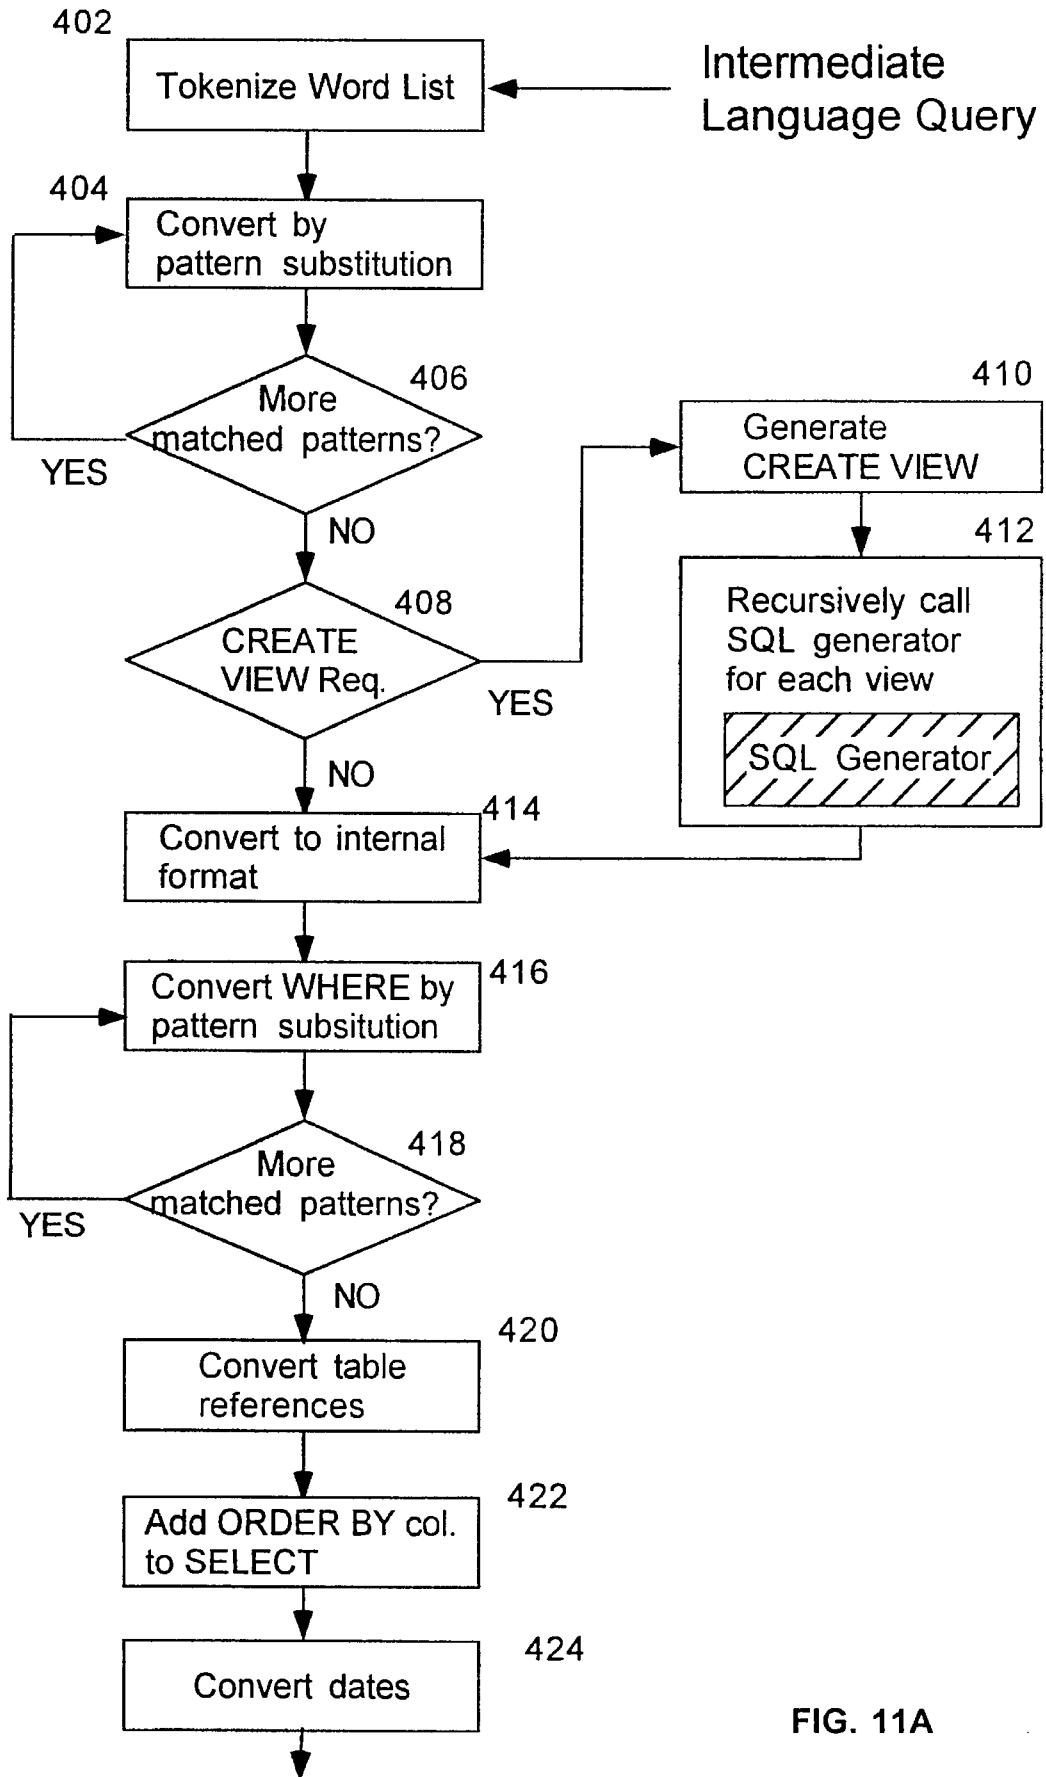 402
Tokenize Word List
Intermediate
Language Query
404
Convert by
pattern substitution
406
More
matched patterns?
YES
NO
408
CREATE
VIEW Req.
YES
NO
410
Generate
CREATE VIEW
412
Recursively call
SQL generator
for each view
SQL Generator
414
Convert to internal
format
416
Convert WHERE by
pattern subsitution
418
More
matched patterns?
YES
NO
420
Convert table
references
422
Add ORDER BY col.
to SELECT
424
Convert dates
FIG. 11A